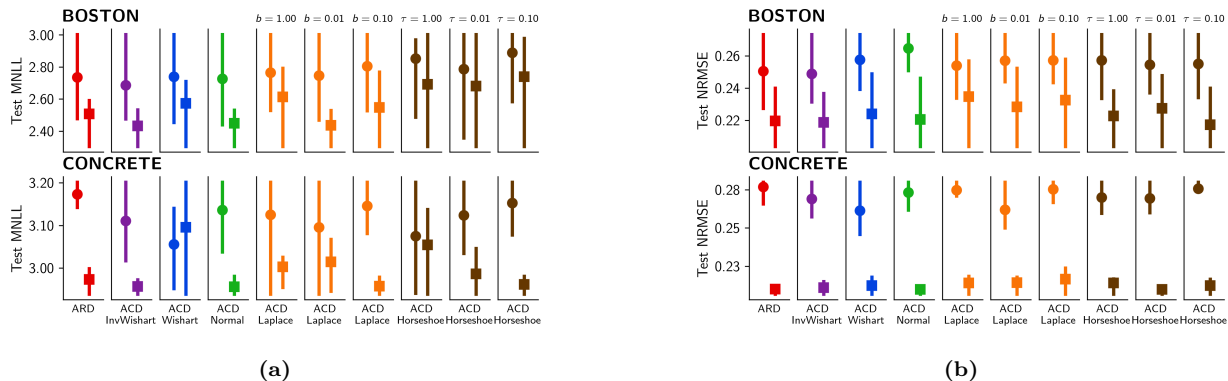 BOSTON
b = 1.00 b = 0.01 b = 0.10 τ = 1.00 τ = 0.01 τ = 0.10
Test MNLL
3.00
2.80
2.60
2.40
CONCRETE
Test MNLL
3.20
3.00
ARD ACD ACD ACD ACD ACD ACD ACD ACD ACD
InvWishart Wishart Normal Laplace Laplace Laplace Horseshoe Horseshoe Horseshoe
(a)
BOSTON
b = 1.00 b = 0.01 b = 0.10 τ = 1.00 τ = 0.01 τ = 0.10
Test NRMSE
0.26
0.24
0.22
CONCRETE
Test NRMSE
0.28
0.25
0.23
ARD ACD ACD ACD ACD ACD ACD ACD ACD ACD
InvWishart Wishart Normal Laplace Laplace Laplace Horseshoe Horseshoe Horseshoe
(b)